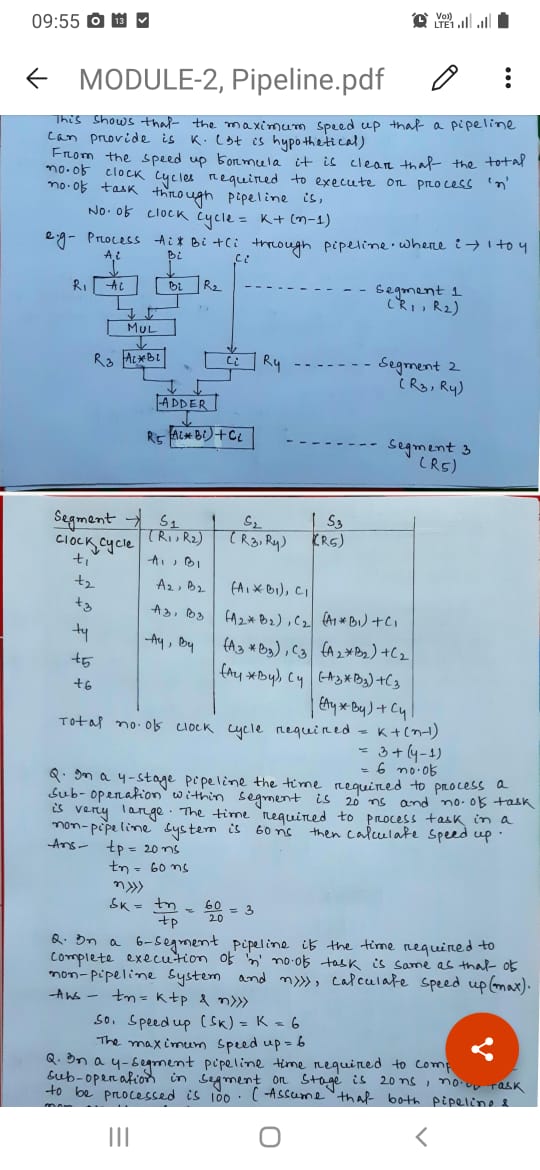 09:55
13
Vo))
LTE1
MODULE-2, Pipeline.pdf
This shows that the maximum speed up that a pipeline
can provide is K. (It is hypothetical)
From the speed up formula it is clear that the total
no. of clock cycles required to execute or process 'n'
no. of task through pipeline is,
No. of clock cycle = K+(n-1)
e.g- Process Ai * Bi + Ci through pipeline. where i → 1 to 4
Ai Bi Ci
R1 Ai Bi R2 Segment 1
(R1, R2)
MUL
R3 Ai*Bi Ci R4 Segment 2
(R3, R4)
ADDER
R5 (Ai*Bi)+Ci Segment 3
(R5)
Segment → S1 S2 S3
Clock cycle (R1, R2) (R3, R4) (R5)
t1 A1, B1
t2 A2, B2 (A1*B1), C1
t3 A3, B3 (A2*B2), C2 (A1*B1)+C1
t4 A4, B4 (A3*B3), C3 (A2*B2)+C2
t5 (A4*B4), C4 (A3*B3)+C3
t6 (A4*B4)+C4
Total no. of clock cycle required = K+(n-1)
= 3+(4-1)
= 6 no. of
Q. In a 4-stage pipeline the time required to process a
sub-operation within segment is 20 ns and no. of task
is very large. The time required to process task in a
non-pipeline system is 60 ns then calculate speed up.
Ans- tp = 20 ns
tn = 60 ns
n>>>
SK = tn/tp = 60/20 = 3
Q. In a 6-segment pipeline if the time required to
complete execution of 'n' no. of task is same as that of
non-pipeline system and n>>>, calculate speed up (max).
Ans - tn = Ktp & n>>>
So, Speed up (SK) = K = 6
The maximum speed up = 6
Q. In a 4-segment pipeline time required to comp
sub-operation in segment or stage is 20 ns, no. of task
to be processed is 100. (Assume that both pipeline &